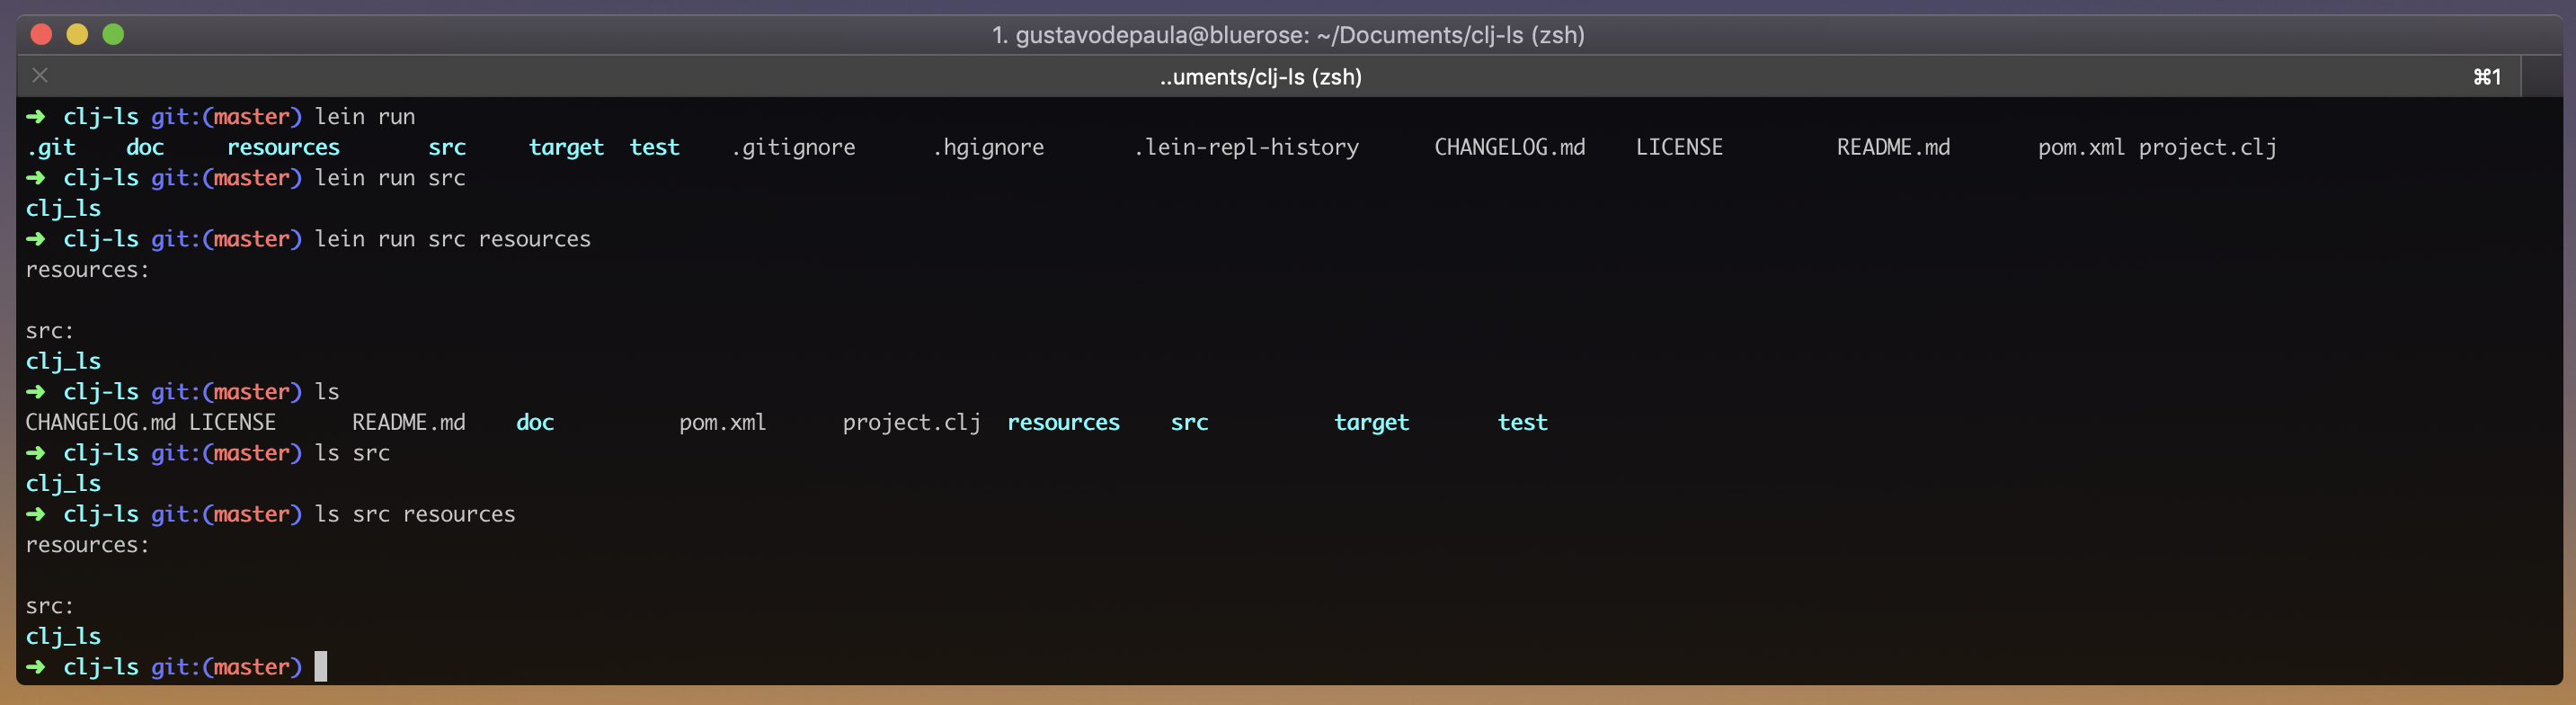 1. gustavodepaula@bluerose: ~/Documents/clj-ls (zsh)
..uments/clj-ls (zsh) ⌘1
➜ clj-ls git:(master) lein run
.git doc resources src target test .gitignore .hgignore .lein-repl-history CHANGELOG.md LICENSE README.md pom.xml project.clj
➜ clj-ls git:(master) lein run src
clj_ls
➜ clj-ls git:(master) lein run src resources
resources:
src:
clj_ls
➜ clj-ls git:(master) ls
CHANGELOG.md LICENSE README.md doc pom.xml project.clj resources src target test
➜ clj-ls git:(master) ls src
clj_ls
➜ clj-ls git:(master) ls src resources
resources:
src:
clj_ls
➜ clj-ls git:(master)